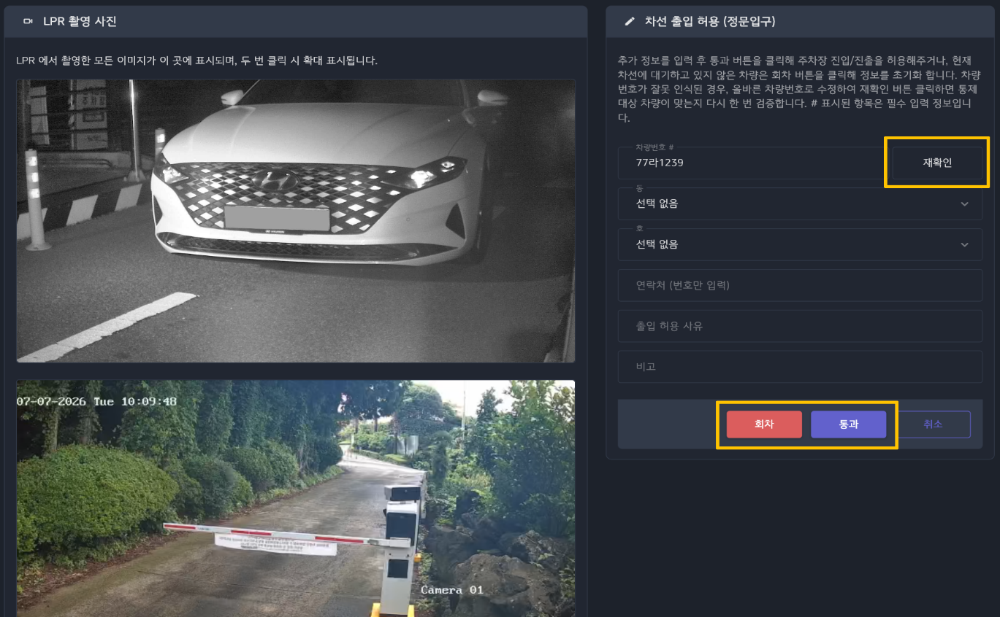 LPR 촬영 사진
LPR 에서 촬영한 모든 이미지가 이 곳에 표시되며, 두 번 클릭 시 확대 표시됩니다.
07-07-2026 Tue 10:09:48
Camera 01
차선 출입 허용 (정문입구)
추가 정보를 입력 후 통과 버튼을 클릭해 주차장 진입/진출을 허용해주거나, 현재
차선에 대기하고 있지 않은 차량은 회차 버튼을 클릭해 정보를 초기화 합니다. 차량
번호가 잘못 인식된 경우, 올바른 차량번호로 수정하여 재확인 버튼 클릭하면 통제
대상 차량이 맞는지 다시 한 번 검증합니다. # 표시된 항목은 필수 입력 정보입니
다.
차량번호 #
77라1239
재확인
동
선택 없음
호
선택 없음
연락처 (번호만 입력)
출입 허용 사유
비고
회차
통과
취소